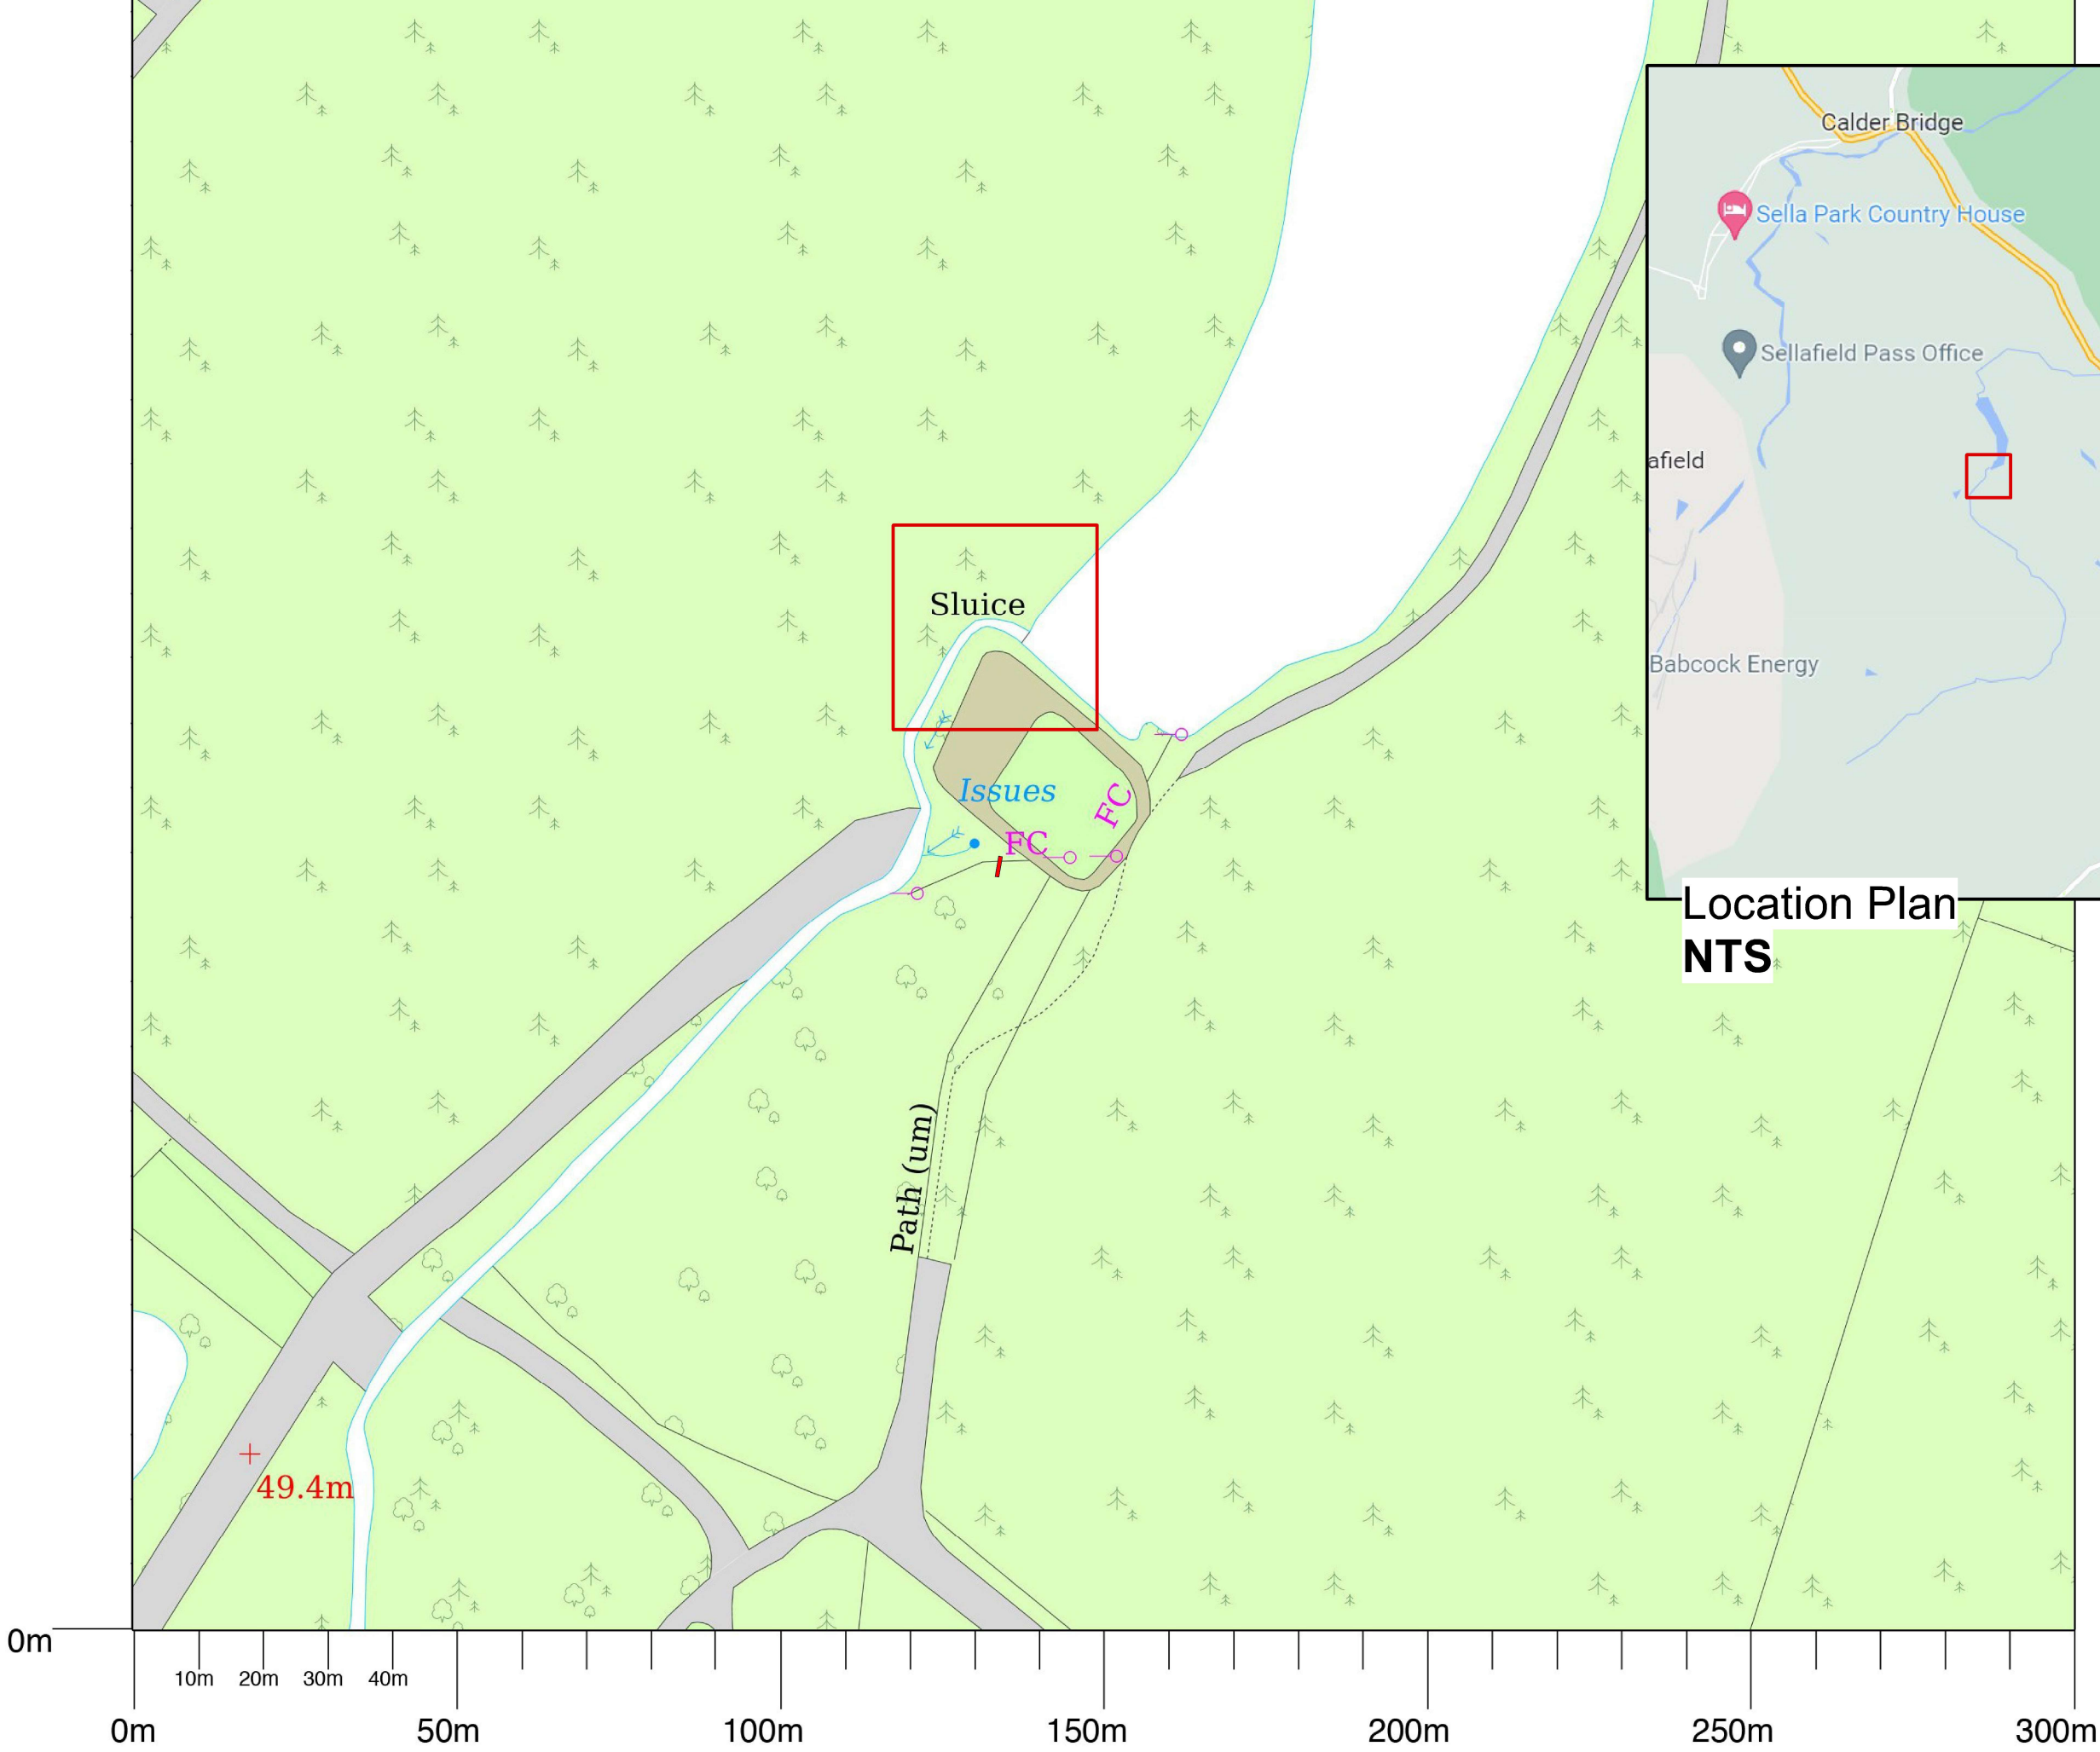 Calder Bridge
Sella Park Country House
Sellafield Pass Office
afield
Babcock Energy
Sluice
Issues
FC
FC
Location Plan
NTS
Path (um)
49.4m
0m
10m 20m 30m 40m
0m 50m 100m 150m 200m 250m 300m